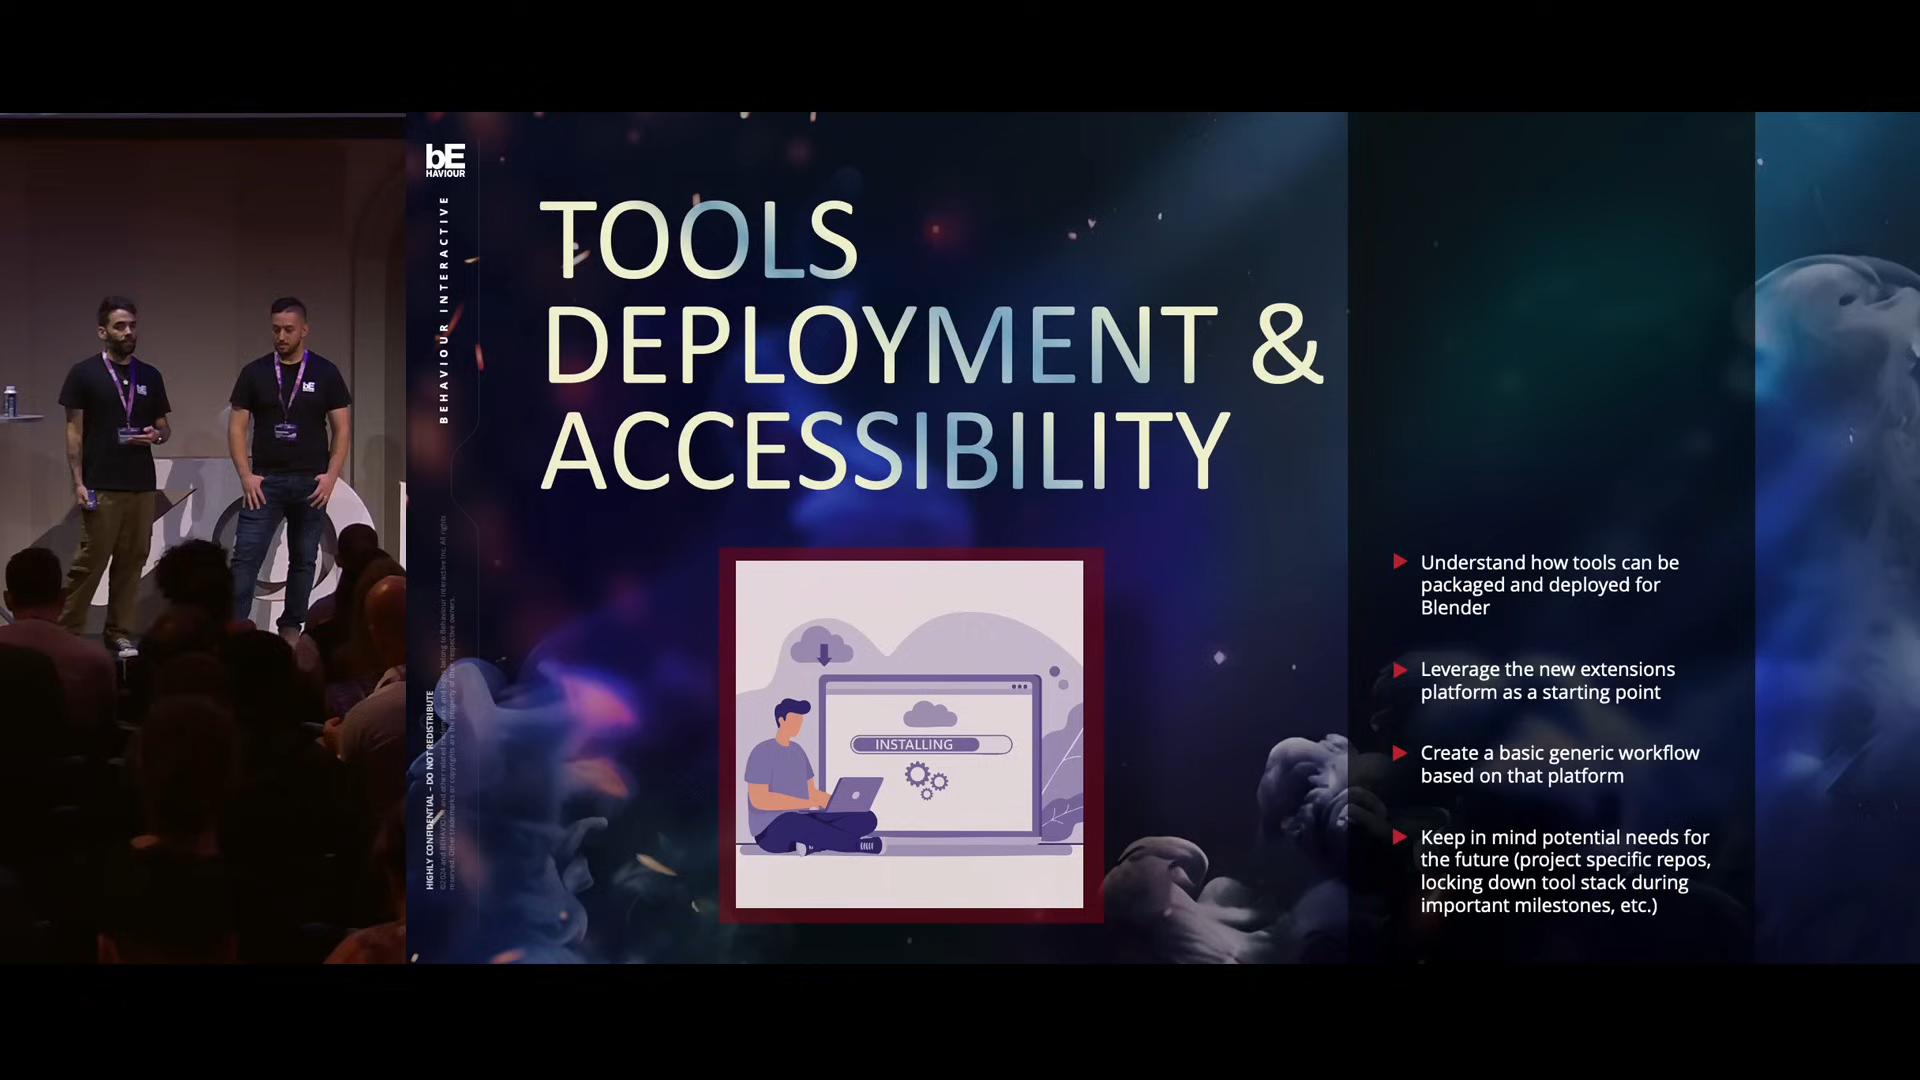 bE
HAVIOUR
BEHAVIOUR INTERACTIVE
HIGHLY CONFIDENTIAL – DO NOT REDISTRIBUTE
TOOLS
DEPLOYMENT &
ACCESSIBILITY
INSTALLING
Understand how tools can be
packaged and deployed for
Blender
Leverage the new extensions
platform as a starting point
Create a basic generic workflow
based on that platform
Keep in mind potential needs for
the future (project specific repos,
locking down tool stack during
important milestones, etc.)
bE